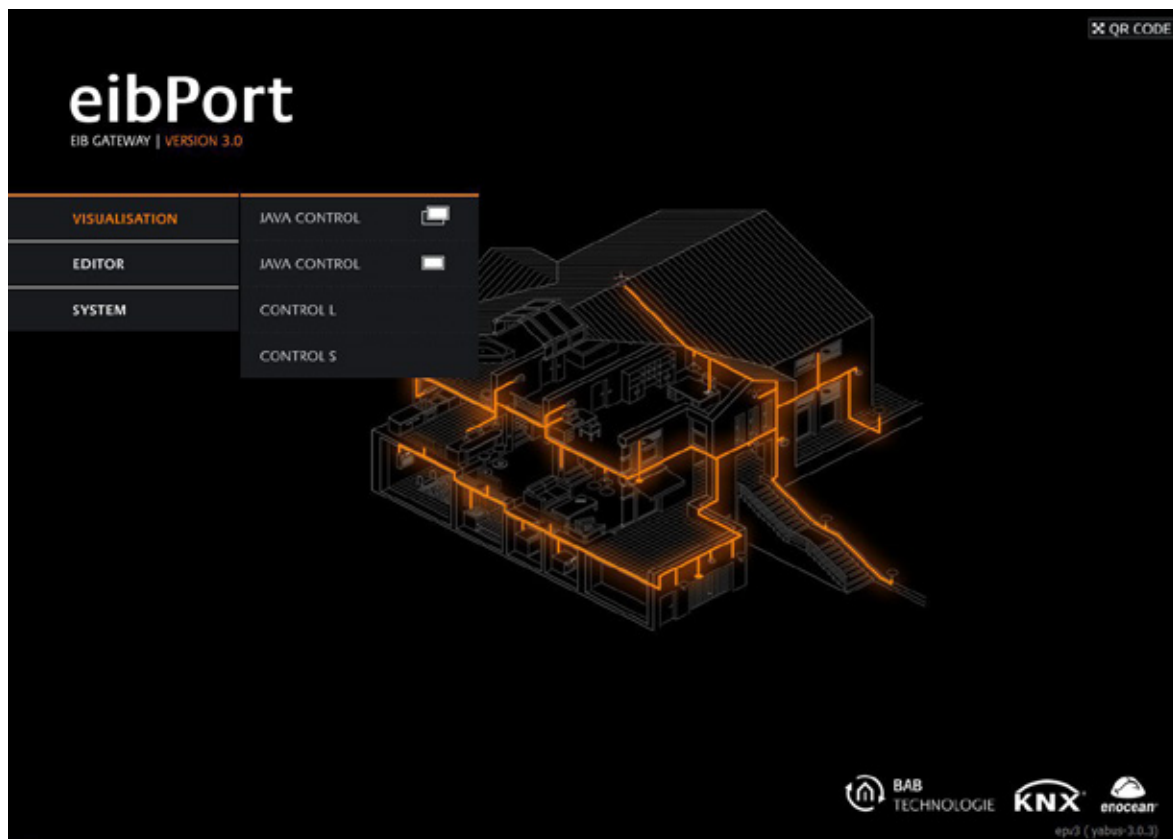 QR CODE
eibPort
EIB GATEWAY | VERSION 3.0
VISUALISATION
JAVA CONTROL
EDITOR
JAVA CONTROL
SYSTEM
CONTROL L
CONTROL S
BAB
TECHNOLOGIE
KNX
enocean
epv3 ( yabus-3.0.3)